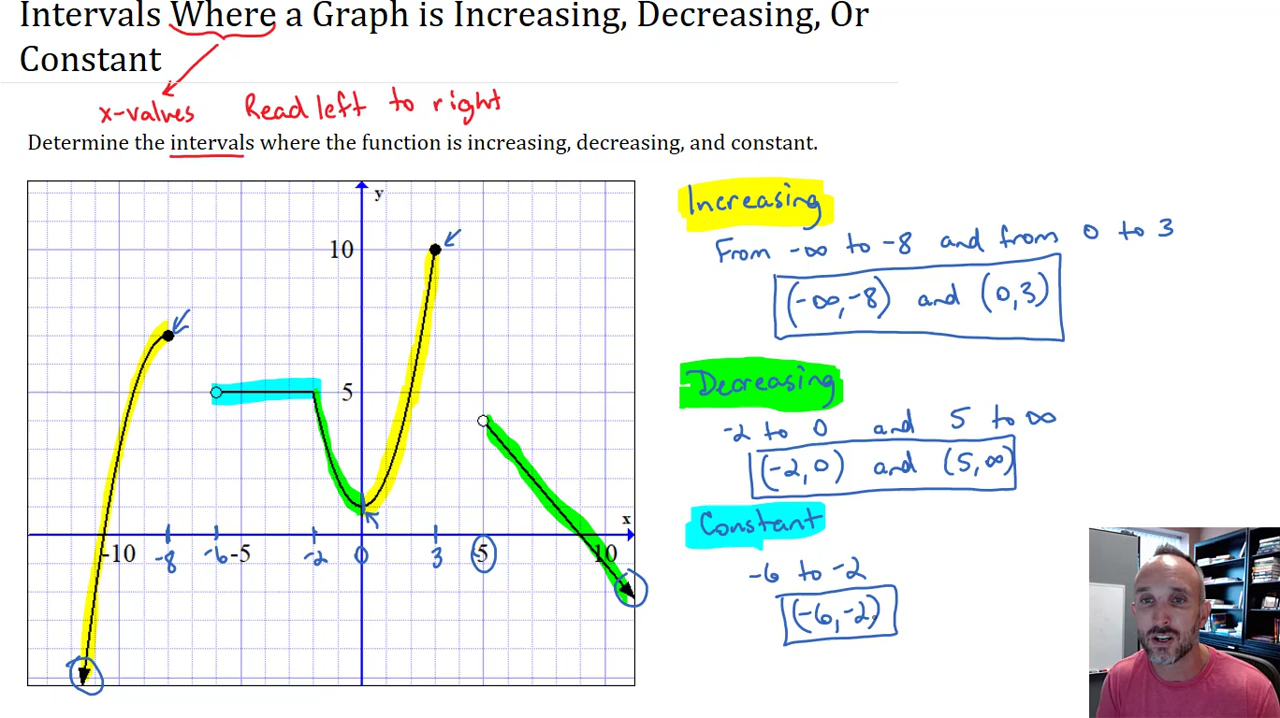 Intervals Where a Graph is Increasing, Decreasing, Or
Constant
x-values Read left to right
Determine the intervals where the function is increasing, decreasing, and constant.
y
10
5
x
-10 -8 -6 -5 -2 0 3 5 10
Increasing
From -∞ to -8 and from 0 to 3
(-∞,-8) and (0,3)
Decreasing
-2 to 0 and 5 to ∞
(-2,0) and (5,∞)
Constant
-6 to -2
(-6,-2)